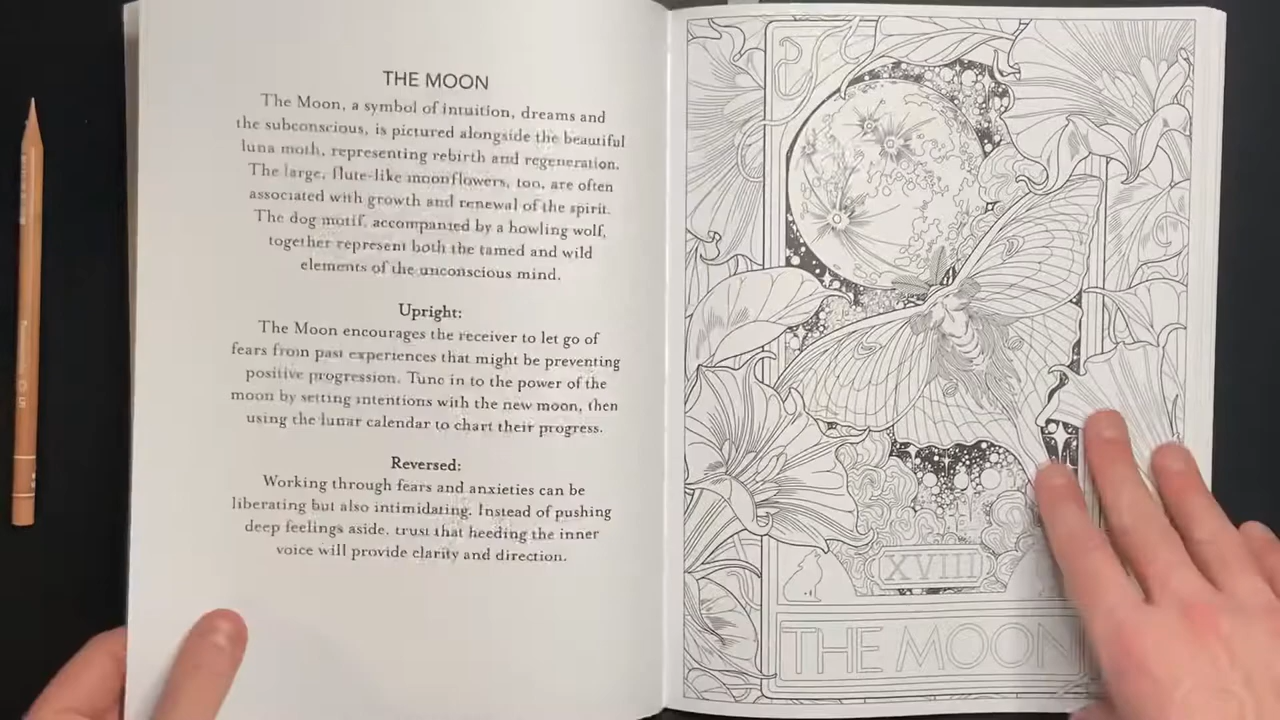 THE MOON
The Moon, a symbol of intuition, dreams and
the subconscious, is pictured alongside the beautiful
luna moth, representing rebirth and regeneration.
The large, flute-like moonflowers, too, are often
associated with growth and renewal of the spirit.
The dog motif, accompanied by a howling wolf,
together represent both the tamed and wild
elements of the unconscious mind.
Upright:
The Moon encourages the receiver to let go of
fears from past experiences that might be preventing
positive progression. Tune in to the power of the
moon by setting intentions with the new moon, then
using the lunar calendar to chart their progress.
Reversed:
Working through fears and anxieties can be
liberating but also intimidating. Instead of pushing
deep feelings aside, trust that heeding the inner
voice will provide clarity and direction.
XVIII
THE MOON